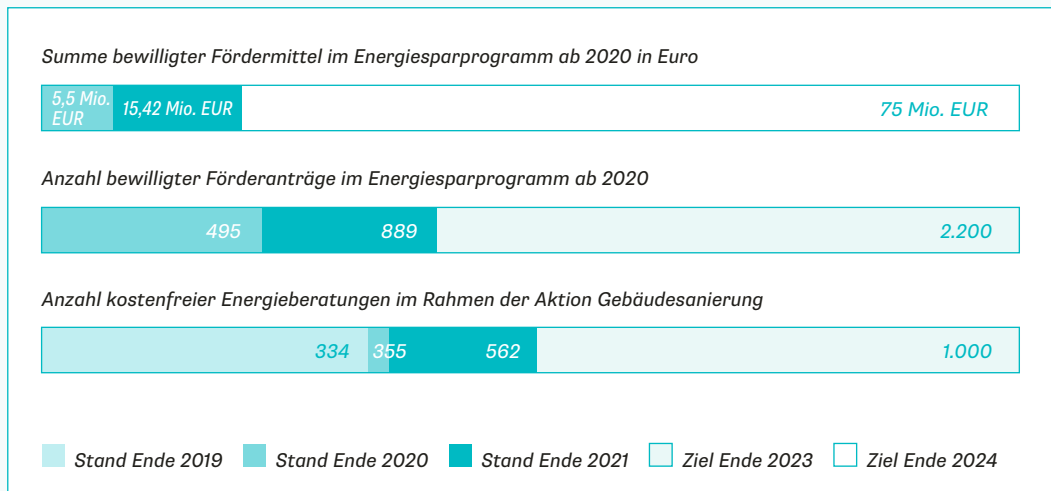 Summe bewilligter Fördermittel im Energiesparprogramm ab 2020 in Euro
5,5 Mio. EUR
15,42 Mio. EUR
75 Mio. EUR
Anzahl bewilligter Förderanträge im Energiesparprogramm ab 2020
495 889 2.200
Anzahl kostenfreier Energieberatungen im Rahmen der Aktion Gebäudesanierung
334 355 562 1.000
Stand Ende 2019 Stand Ende 2020 Stand Ende 2021 Ziel Ende 2023 Ziel Ende 2024